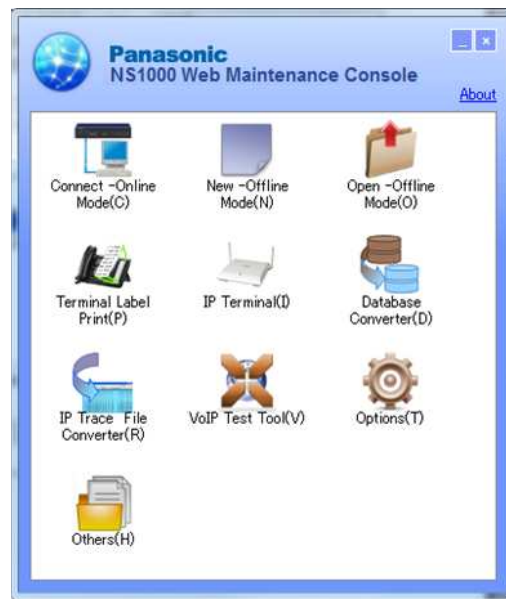 Panasonic
NS1000 Web Maintenance Console
About
Connect -Online
Mode(C)
New -Offline
Mode(N)
Open -Offline
Mode(O)
Terminal Label
Print(P)
IP Terminal(I)
Database
Converter(D)
IP Trace File
Converter(R)
VoIP Test Tool(V)
Options(T)
Others(H)